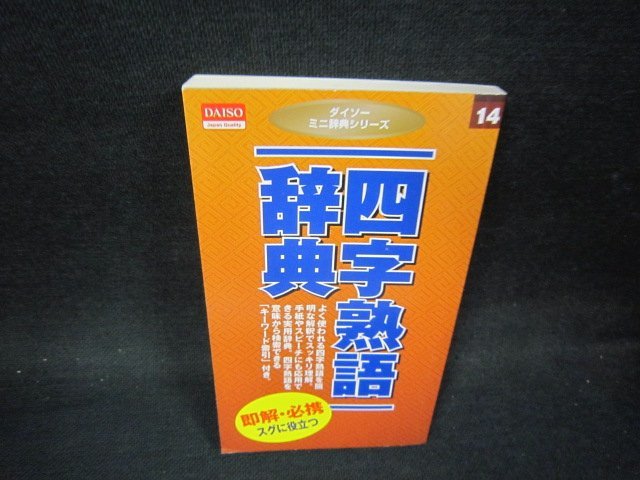 DAISO
Japan Quality
ダイソー
ミニ辞典シリーズ
14
四字熟語
辞典
よく使われる四字熟語を簡
明な解釈でスッキリ理解。
手紙やスピーチにも応用で
きる実用辞典。四字熟語を
意味から検索できる
「キーワード索引」付き。
即解・必携
スグに役立つ